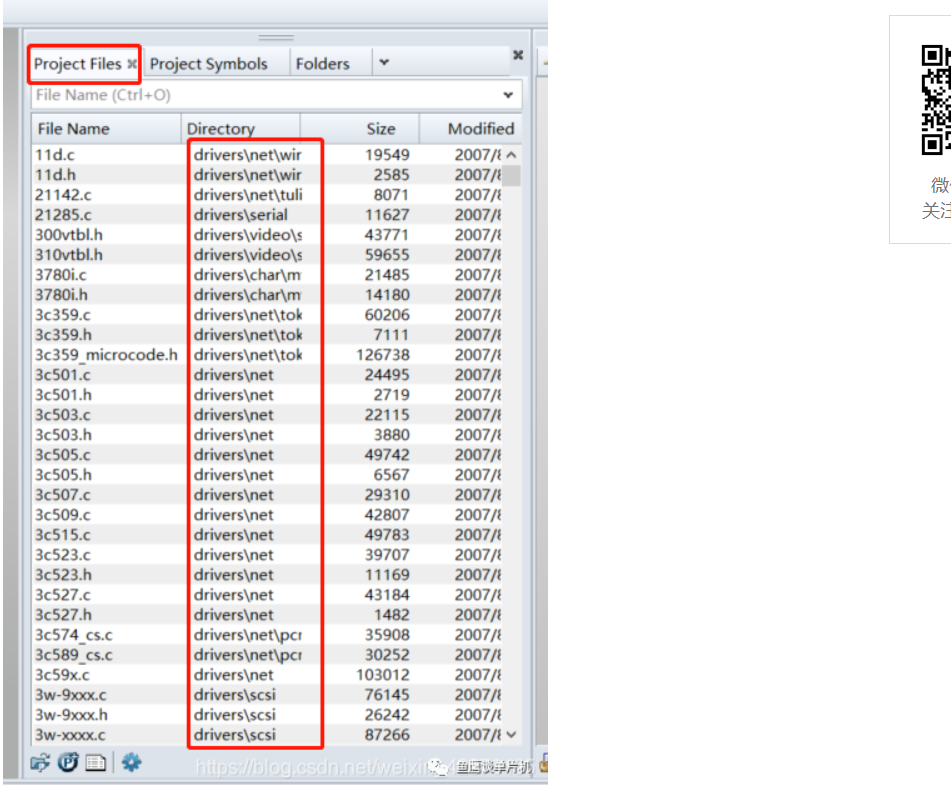 Project Files Project Symbols Folders
File Name (Ctrl+O)
File Name Directory Size Modified
11d.c drivers\net\wir 19549 2007/8
11d.h drivers\net\wir 2585 2007/8
21142.c drivers\net\tuli 8071 2007/8
21285.c drivers\serial 11627 2007/8
300vtbl.h drivers\video\s 43771 2007/8
310vtbl.h drivers\video\s 59655 2007/8
3780i.c drivers\char\m 21485 2007/8
3780i.h drivers\char\m 14180 2007/8
3c359.c drivers\net\tok 60206 2007/8
3c359.h drivers\net\tok 7111 2007/8
3c359_microcode.h drivers\net\tok 126738 2007/8
3c501.c drivers\net 24495 2007/8
3c501.h drivers\net 2719 2007/8
3c503.c drivers\net 22115 2007/8
3c503.h drivers\net 3880 2007/8
3c505.c drivers\net 49742 2007/8
3c505.h drivers\net 6567 2007/8
3c507.c drivers\net 29310 2007/8
3c509.c drivers\net 42807 2007/8
3c515.c drivers\net 49783 2007/8
3c523.c drivers\net 39707 2007/8
3c523.h drivers\net 11169 2007/8
3c527.c drivers\net 43184 2007/8
3c527.h drivers\net 1482 2007/8
3c574_cs.c drivers\net\pcr 35908 2007/8
3c589_cs.c drivers\net\pcr 30252 2007/8
3c59x.c drivers\net 103012 2007/8
3w-9xxx.c drivers\scsi 76145 2007/8
3w-9xxx.h drivers\scsi 26242 2007/8
3w-xxxx.c drivers\scsi 87266 2007/8
https://blog.csdn.net/weixin
鱼鹰谈单片机
微
关注